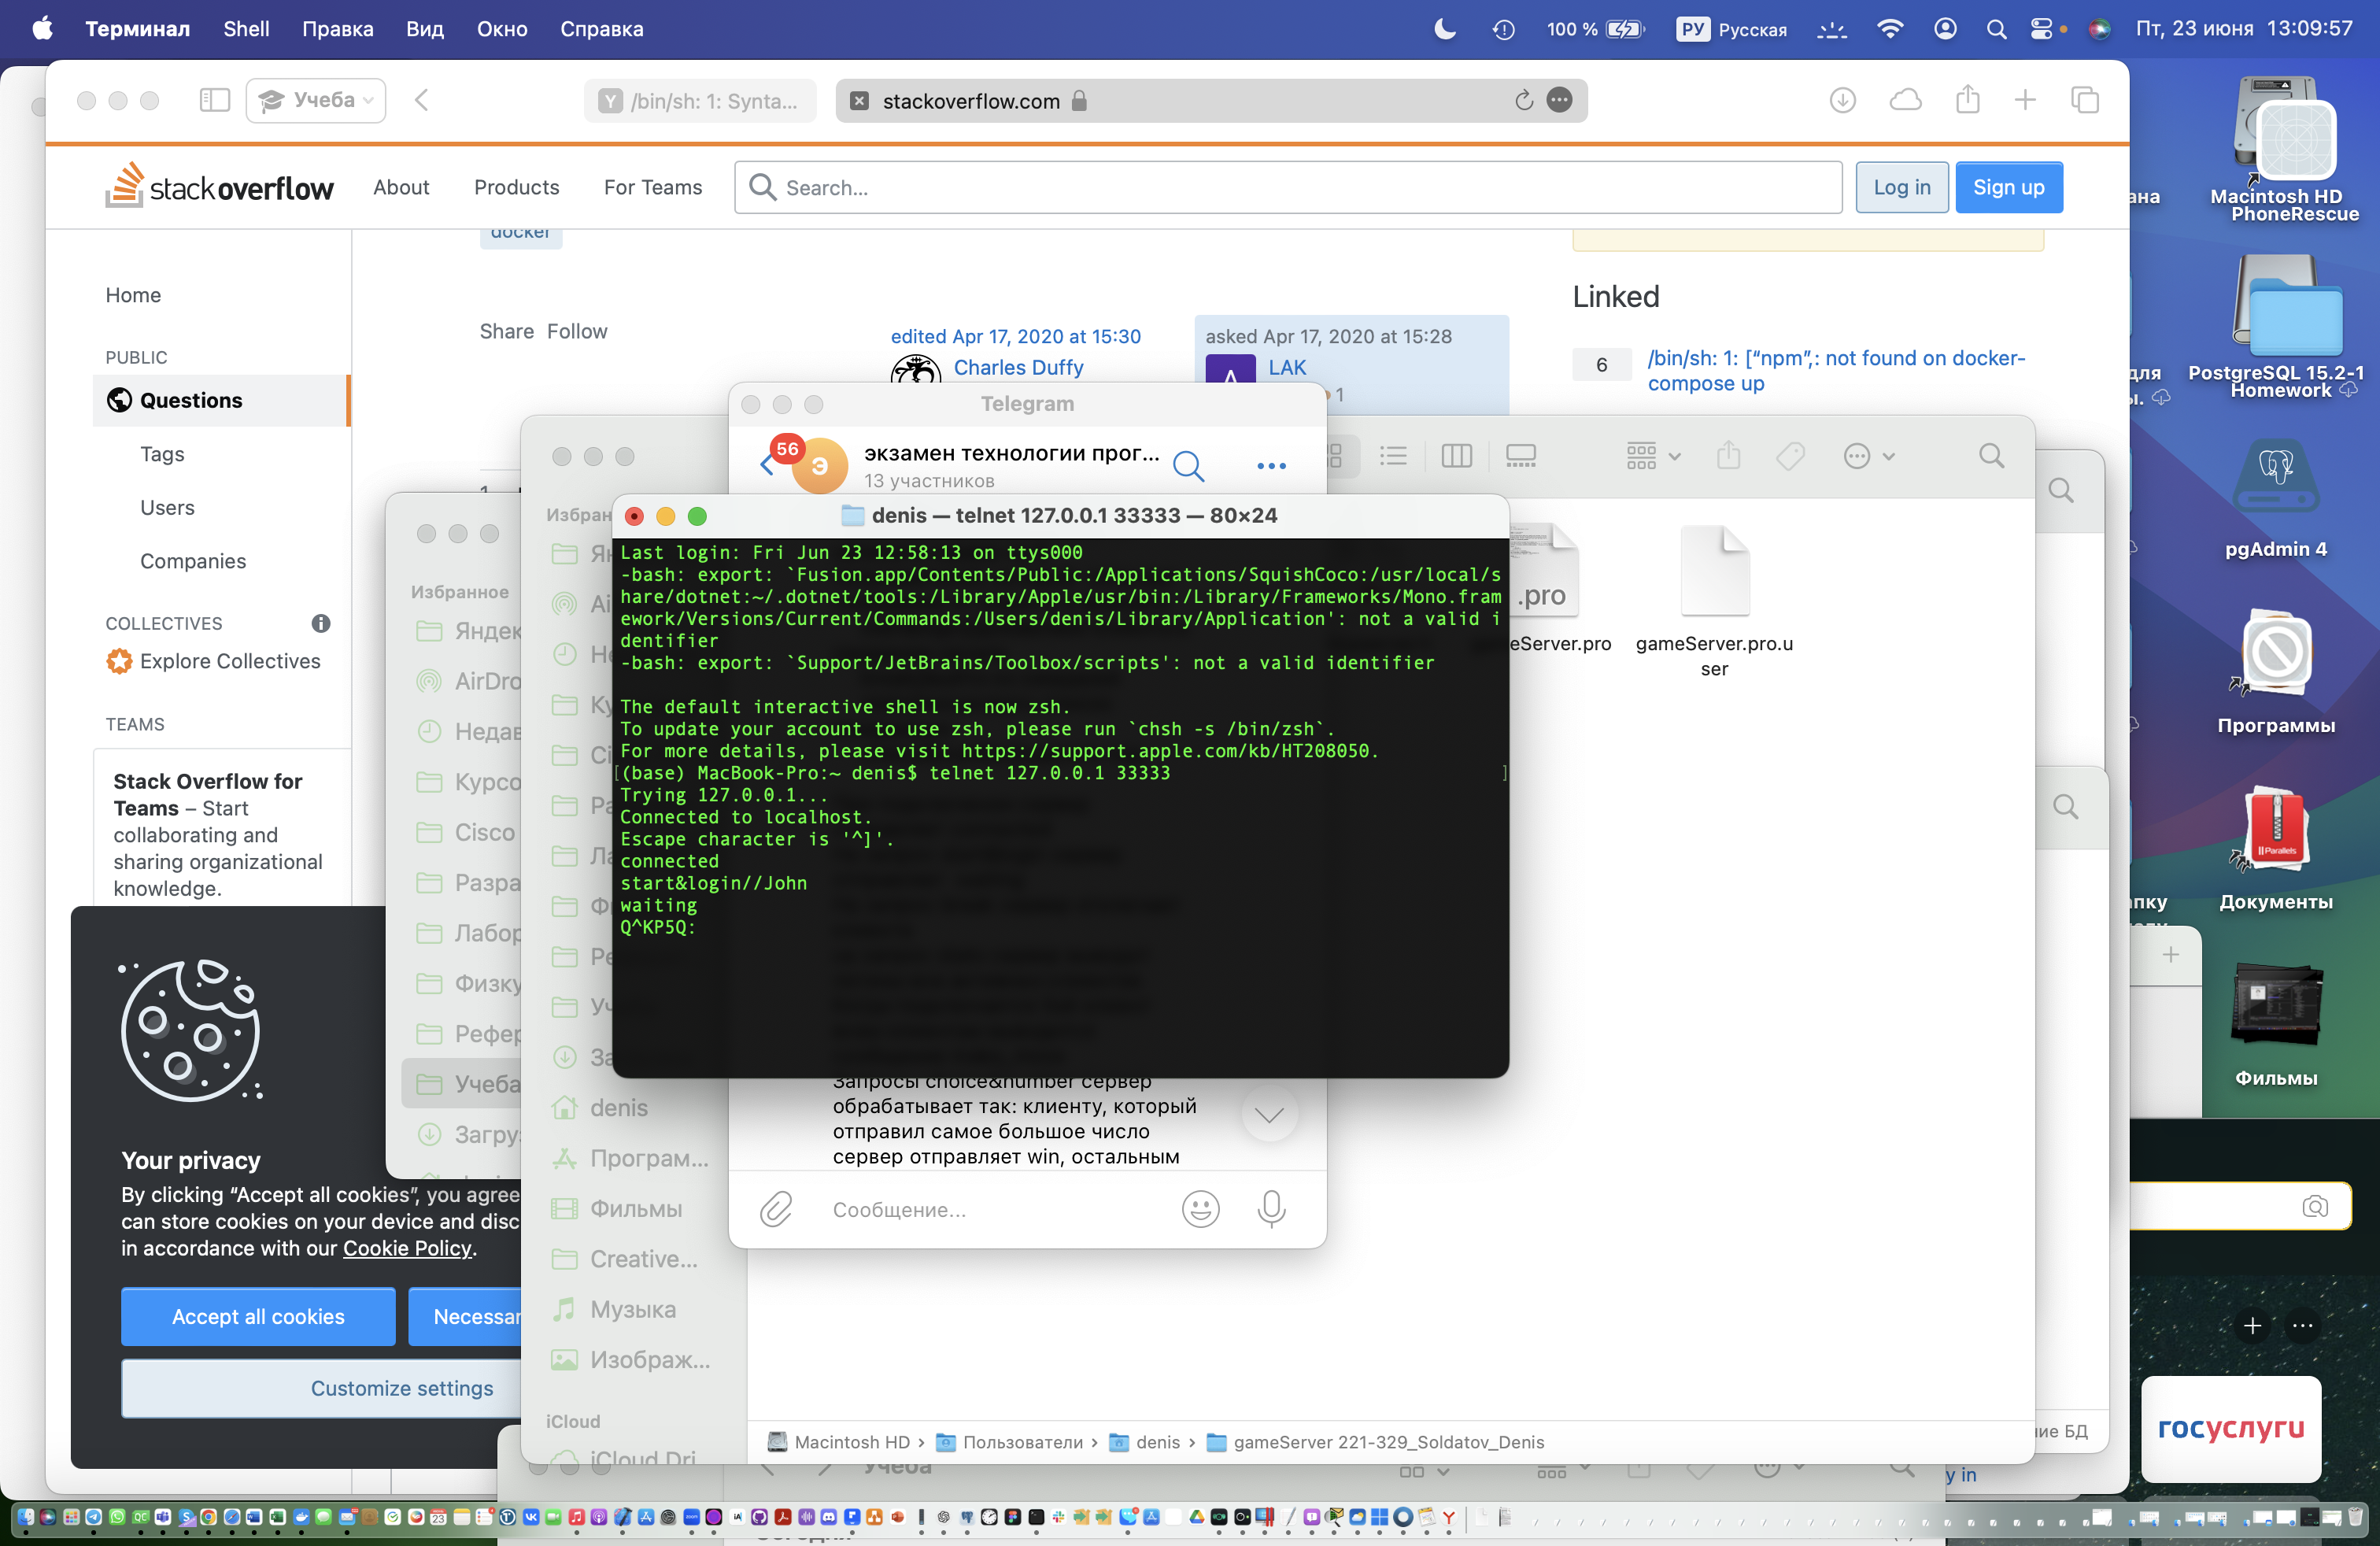 Терминал Shell Правка Вид Окно Справка 100 % РУ Русская Пт, 23 июня 13:09:57
Учеба
/bin/sh: 1: Synta...
stackoverflow.com
stackoverflow About Products For Teams Search... Log in Sign up
docker
Home
PUBLIC
Questions
Tags
Users
Companies
COLLECTIVES
Explore Collectives
TEAMS
Stack Overflow for
Teams – Start
collaborating and
sharing organizational
knowledge.
Share Follow
edited Apr 17, 2020 at 15:30
Charles Duffy
asked Apr 17, 2020 at 15:28
LAK
1
Linked
6
/bin/sh: 1: [“npm”,: not found on docker-
compose up
Your privacy
By clicking “Accept all cookies”, you agree
can store cookies on your device and disc
in accordance with our Cookie Policy.
Accept all cookies
Necessar
Customize settings
Избранное
Яндек
AirDro
Недав
Курсо
Cisco
Разра
Лабор
Физку
Рефер
Учеба
Загру
Избран
denis
Програм...
Фильмы
Creative...
Музыка
Изображ...
iCloud
iCloud Dri
Telegram
56
Э
экзамен технологии прог...
13 участников
denis — telnet 127.0.0.1 33333 — 80×24
Last login: Fri Jun 23 12:58:13 on ttys000
-bash: export: `Fusion.app/Contents/Public:/Applications/SquishCoco:/usr/local/s
hare/dotnet:~/.dotnet/tools:/Library/Apple/usr/bin:/Library/Frameworks/Mono.fram
ework/Versions/Current/Commands:/Users/denis/Library/Application': not a valid i
dentifier
-bash: export: `Support/JetBrains/Toolbox/scripts': not a valid identifier
The default interactive shell is now zsh.
To update your account to use zsh, please run `chsh -s /bin/zsh`.
For more details, please visit https://support.apple.com/kb/HT208050.
[(base) MacBook-Pro:~ denis$ telnet 127.0.0.1 33333 ]
Trying 127.0.0.1...
Connected to localhost.
Escape character is '^]'.
connected
start&login//John
waiting
Q^KP5Q:
Запросы choice&number сервер
обрабатывает так: клиенту, который
отправил самое большое число
сервер отправляет win, остальным
Сообщение...
.pro
eServer.pro
gameServer.pro.u
ser
Macintosh HD › Пользователи › denis › gameServer 221-329_Soldatov_Denis
Учеба
Macintosh HD
PhoneRescue
PostgreSQL 15.2-1
Homework
pgAdmin 4
Программы
Parallels
Документы
Фильмы
госуслуги
ие БД
y in